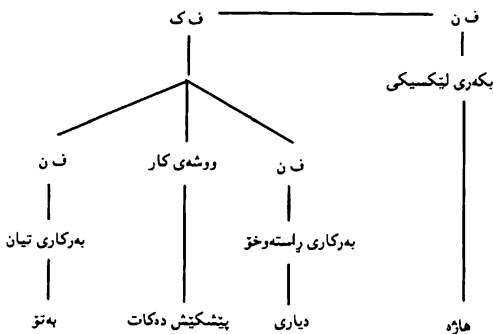 ف ن ف ک
بکەری لێکسیکی
ف ن ووشەی کار ف ن
بەرکاری ڕاستەوخۆ بەرکاری تیان
هاژە دیاری پێشکێش دەکات بەتۆ